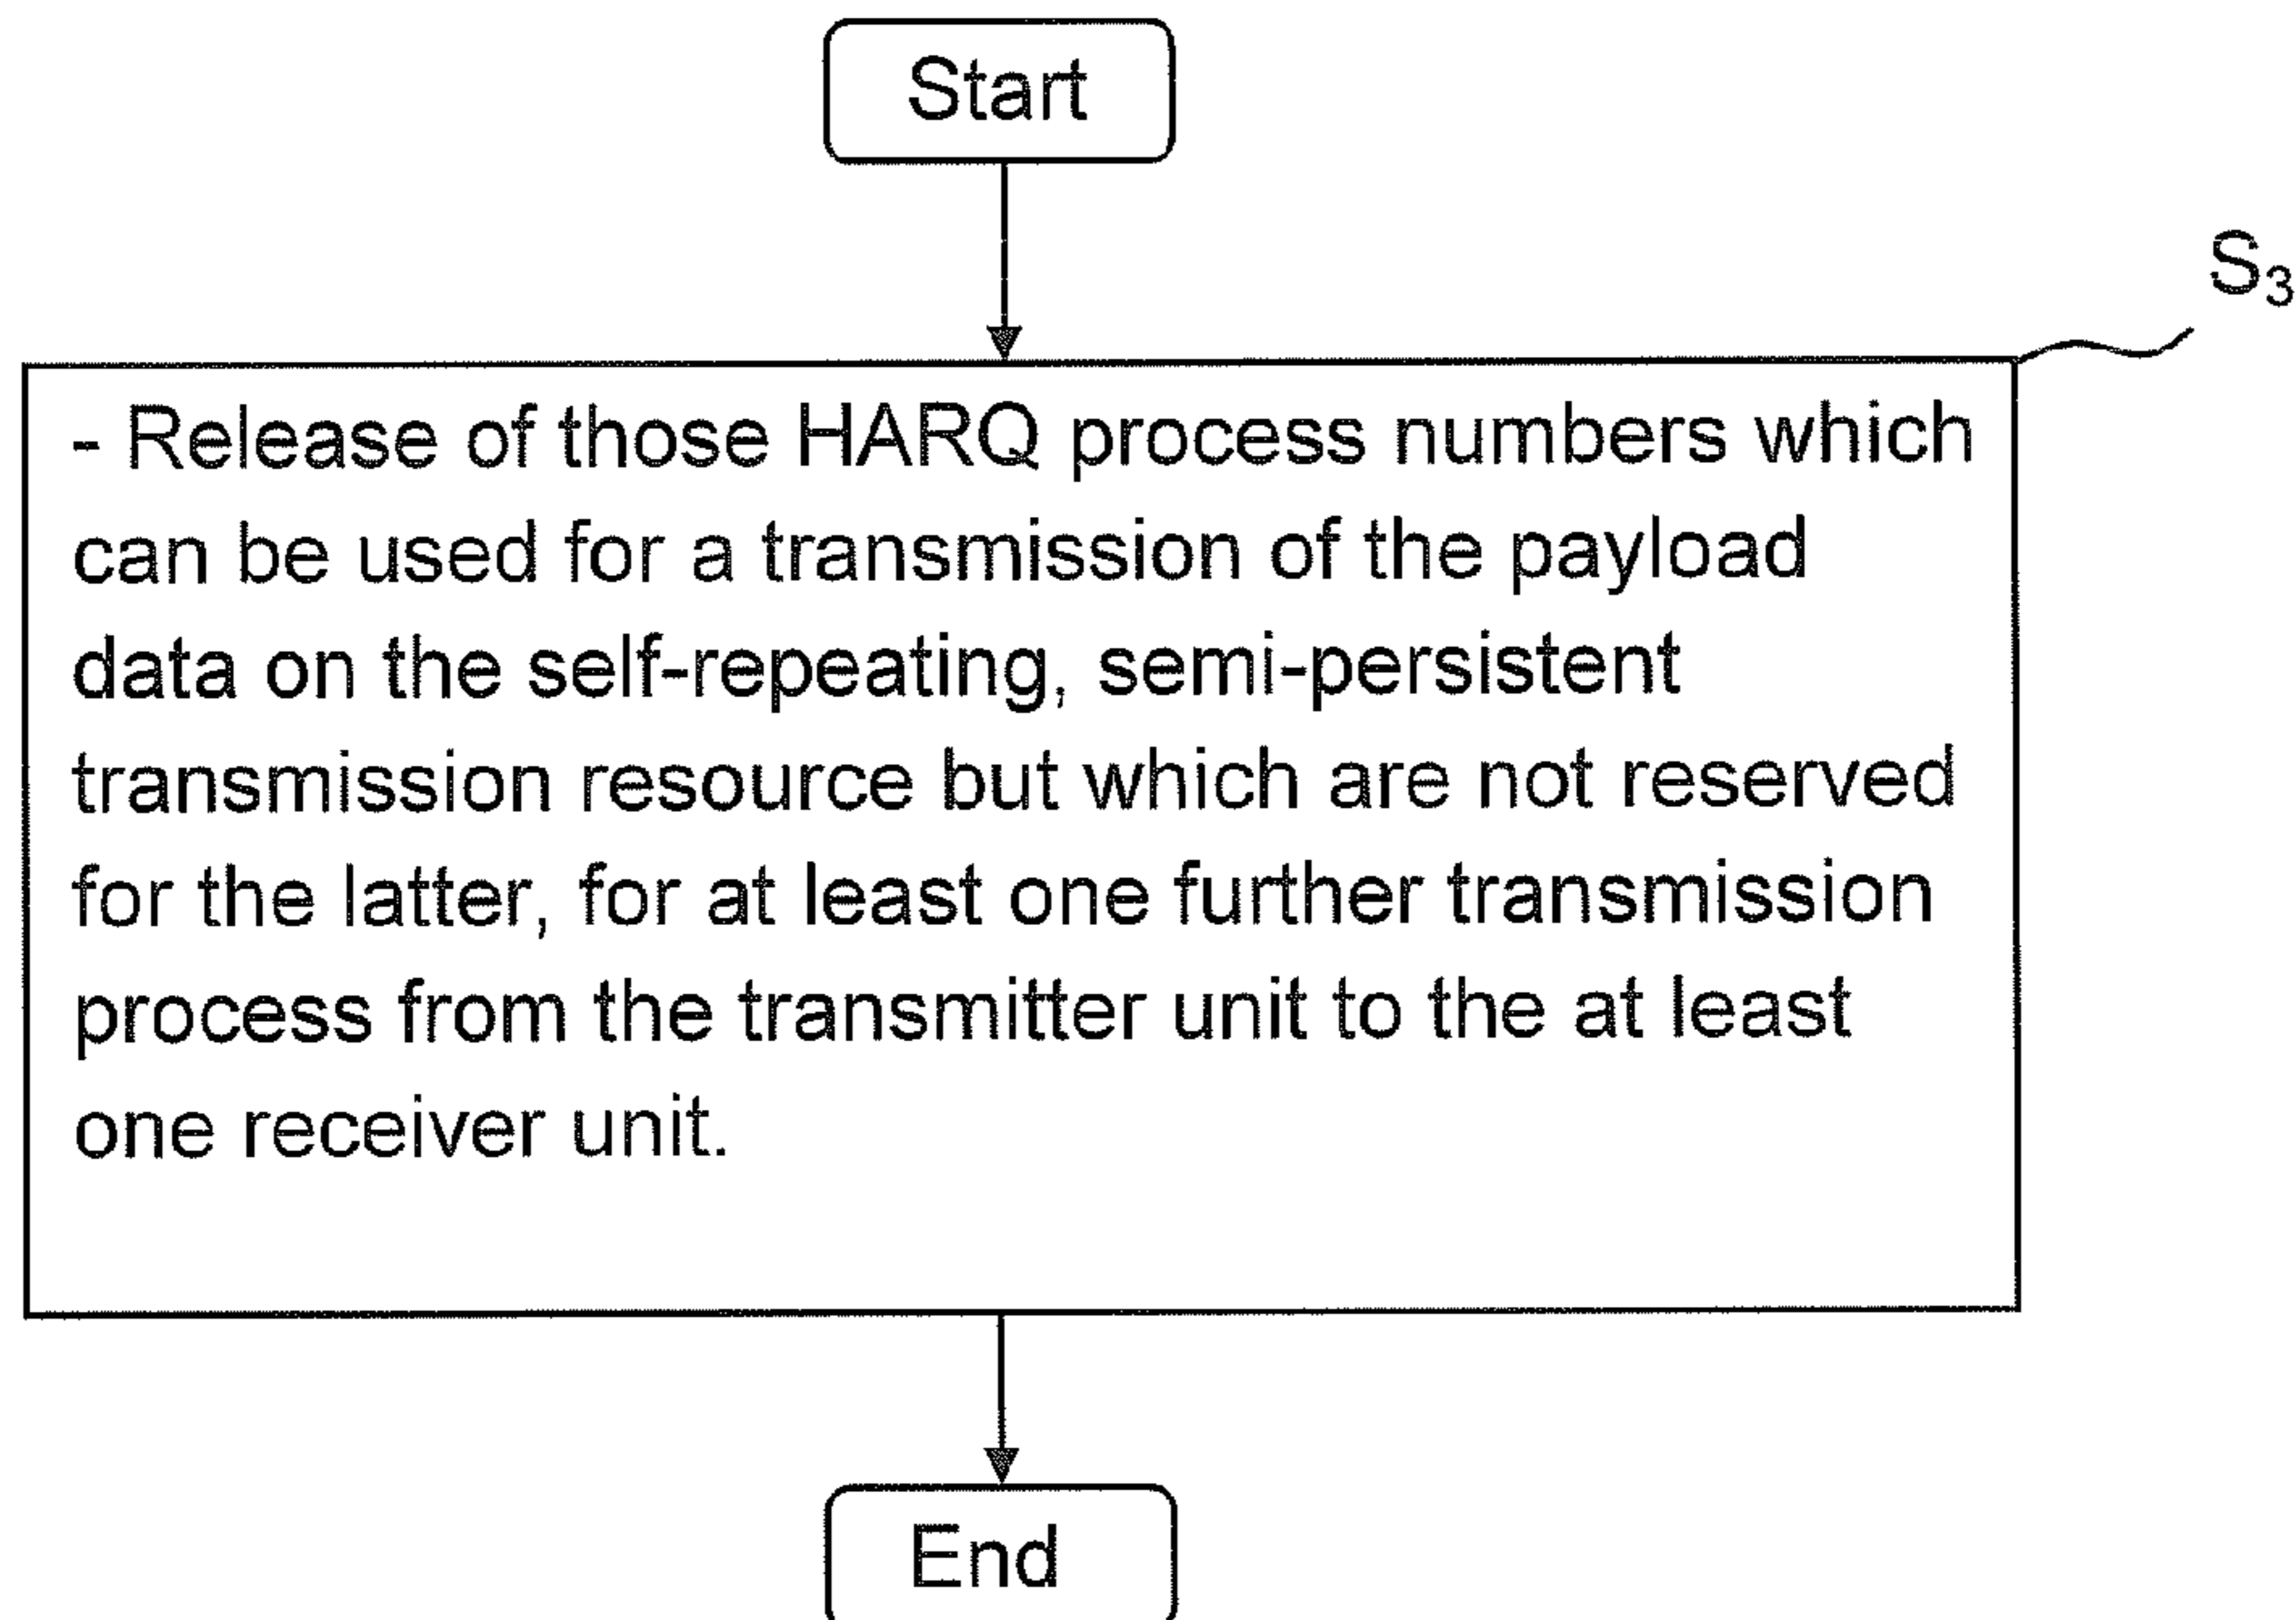 Start
S₃
- Release of those HARQ process numbers which
can be used for a transmission of the payload
data on the self-repeating, semi-persistent
transmission resource but which are not reserved
for the latter, for at least one further transmission
process from the transmitter unit to the at least
one receiver unit.
End